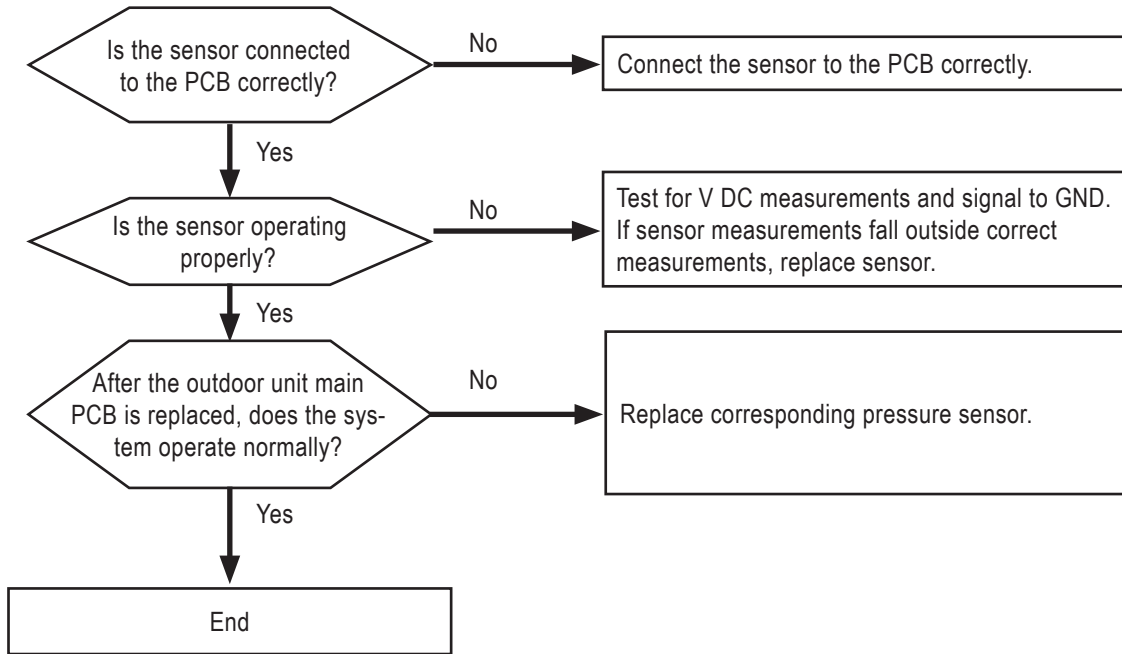 Is the sensor connected
to the PCB correctly?
No
Connect the sensor to the PCB correctly.
Yes
Is the sensor operating
properly?
No
Test for V DC measurements and signal to GND.
If sensor measurements fall outside correct
measurements, replace sensor.
Yes
After the outdoor unit main
PCB is replaced, does the sys-
tem operate normally?
No
Replace corresponding pressure sensor.
Yes
End